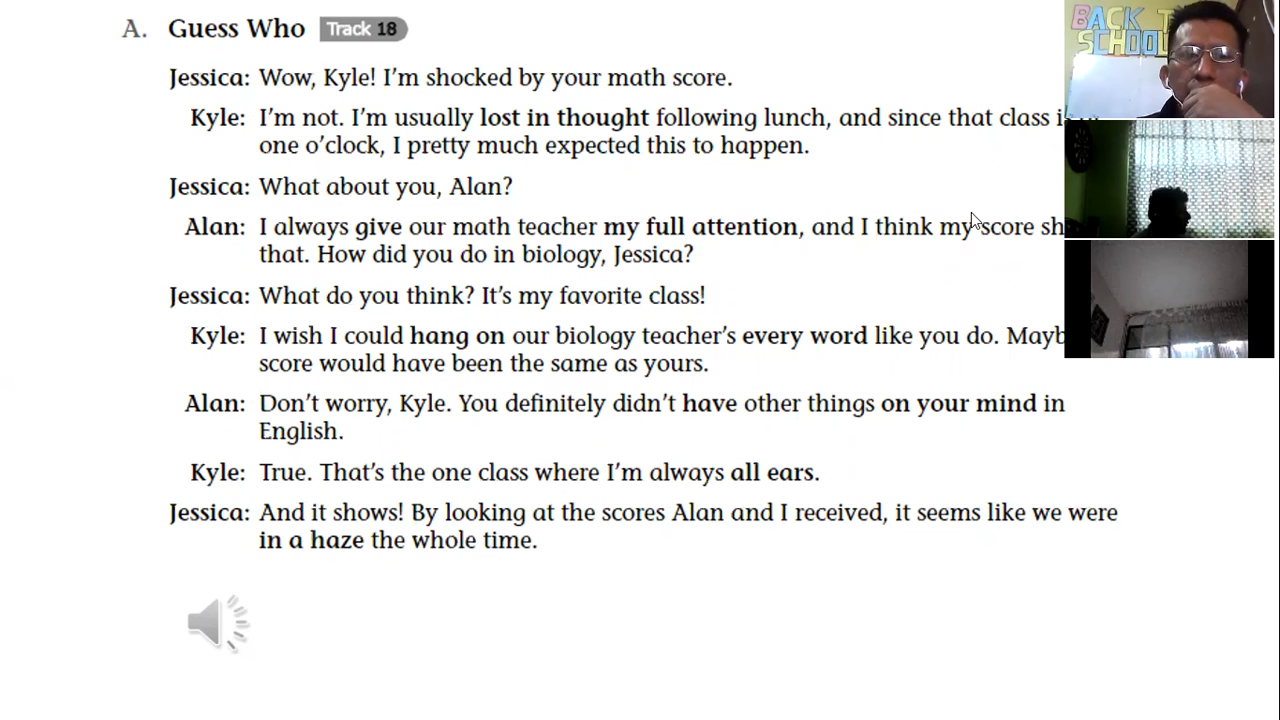 A. Guess Who Track 18
Jessica: Wow, Kyle! I'm shocked by your math score.
Kyle: I'm not. I'm usually lost in thought following lunch, and since that class
one o'clock, I pretty much expected this to happen.
Jessica: What about you, Alan?
Alan: I always give our math teacher my full attention, and I think my score
that. How did you do in biology, Jessica?
Jessica: What do you think? It's my favorite class!
Kyle: I wish I could hang on our biology teacher's every word like you do.
score would have been the same as yours.
Alan: Don't worry, Kyle. You definitely didn't have other things on your mind in
English.
Kyle: True. That's the one class where I'm always all ears.
Jessica: And it shows! By looking at the scores Alan and I received, it seems like we were
in a haze the whole time.
BACK
SCHOOL